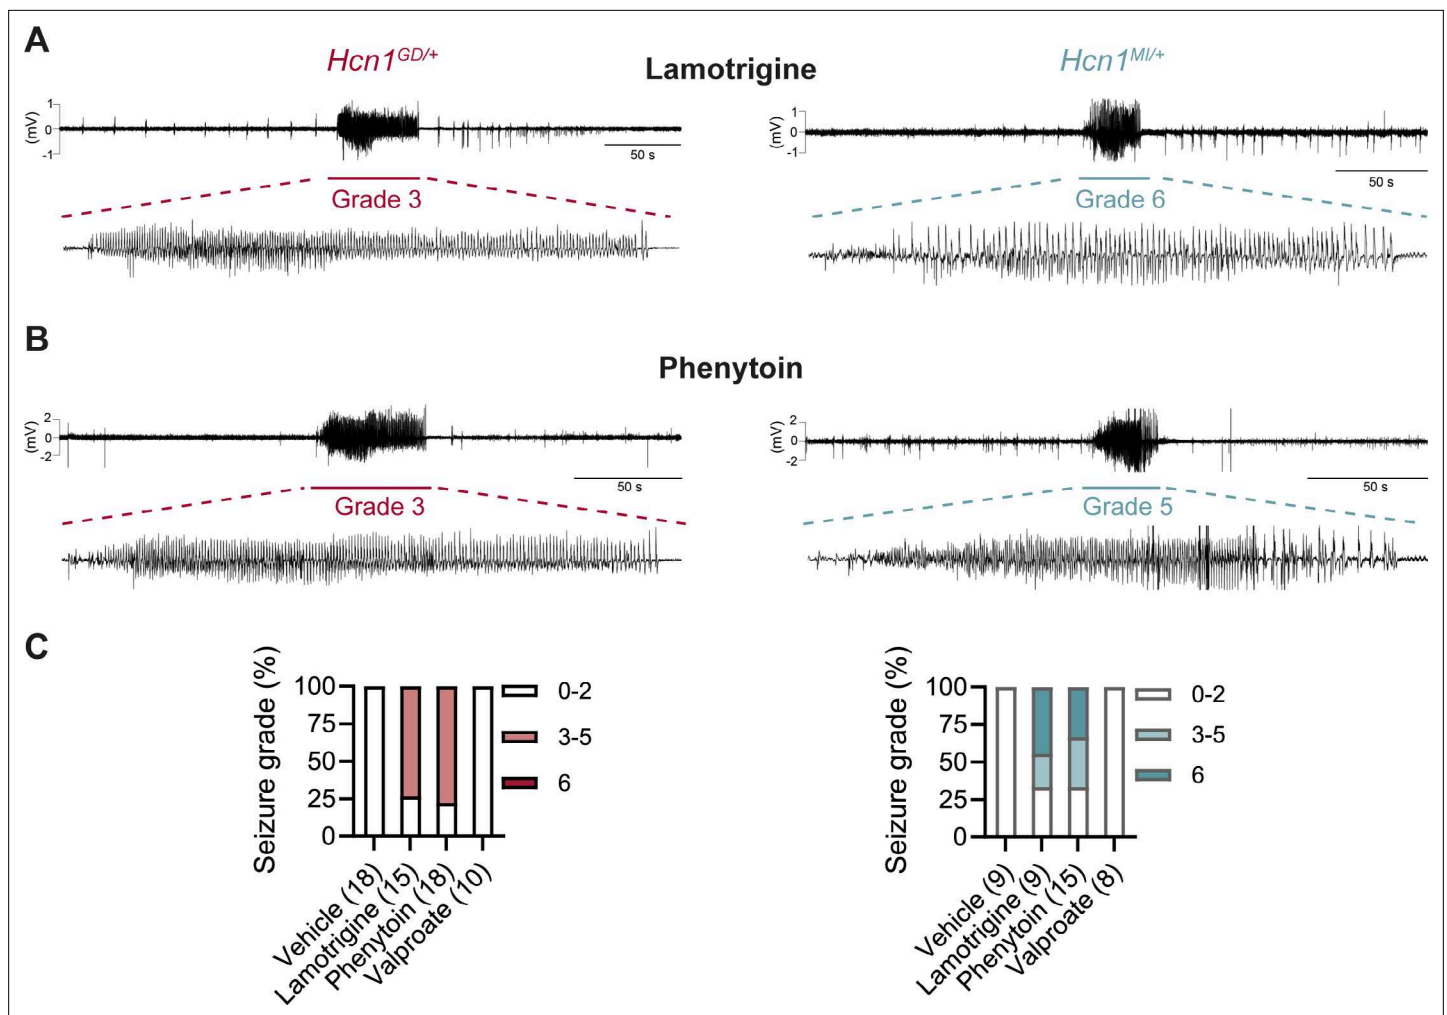 A
Hcn1GD/+
Lamotrigine
Hcn1MI/+
1
0
-1
(mV)
50 s
Grade 3
1
0
-1
(mV)
50 s
Grade 6
B
Phenytoin
2
0
-2
(mV)
50 s
Grade 3
2
0
-2
(mV)
50 s
Grade 5
C
Seizure grade (%)
100
75
50
25
0
0-2
3-5
6
Vehicle (18)
Lamotrigine (15)
Phenytoin (18)
Valproate (10)
Seizure grade (%)
100
75
50
25
0
0-2
3-5
6
Vehicle (9)
Lamotrigine (9)
Phenytoin (15)
Valproate (8)